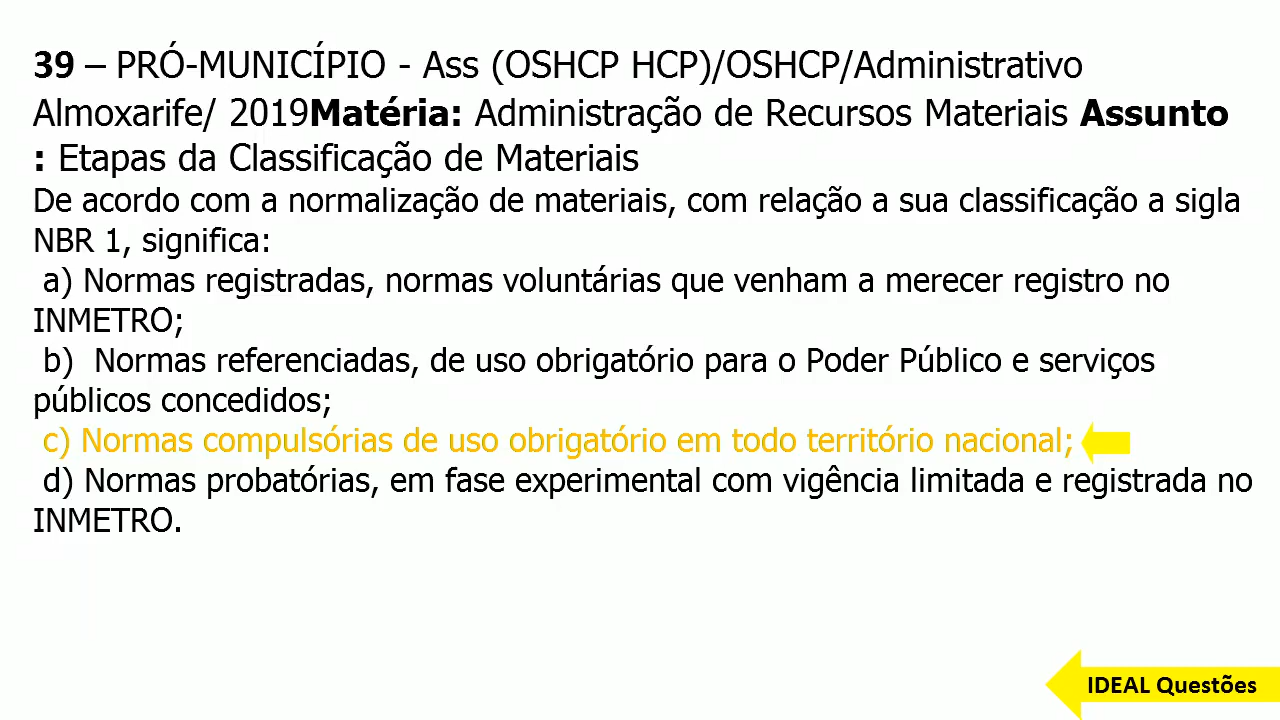 39 – PRÓ-MUNICÍPIO - Ass (OSHCP HCP)/OSHCP/Administrativo
Almoxarife/ 2019Matéria: Administração de Recursos Materiais Assunto
: Etapas da Classificação de Materiais
De acordo com a normalização de materiais, com relação a sua classificação a sigla
NBR 1, significa:
a) Normas registradas, normas voluntárias que venham a merecer registro no
INMETRO;
b) Normas referenciadas, de uso obrigatório para o Poder Público e serviços
públicos concedidos;
c) Normas compulsórias de uso obrigatório em todo território nacional;
d) Normas probatórias, em fase experimental com vigência limitada e registrada no
INMETRO.
IDEAL Questões